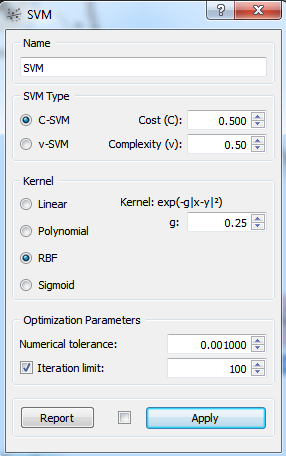 SVM
?
Name
SVM
SVM Type
C-SVM Cost (C): 0.500
ν-SVM Complexity (ν): 0.50
Kernel
Linear Kernel: exp(-g|x-y|²)
g: 0.25
Polynomial
RBF
Sigmoid
Optimization Parameters
Numerical tolerance: 0.001000
Iteration limit: 100
Report Apply